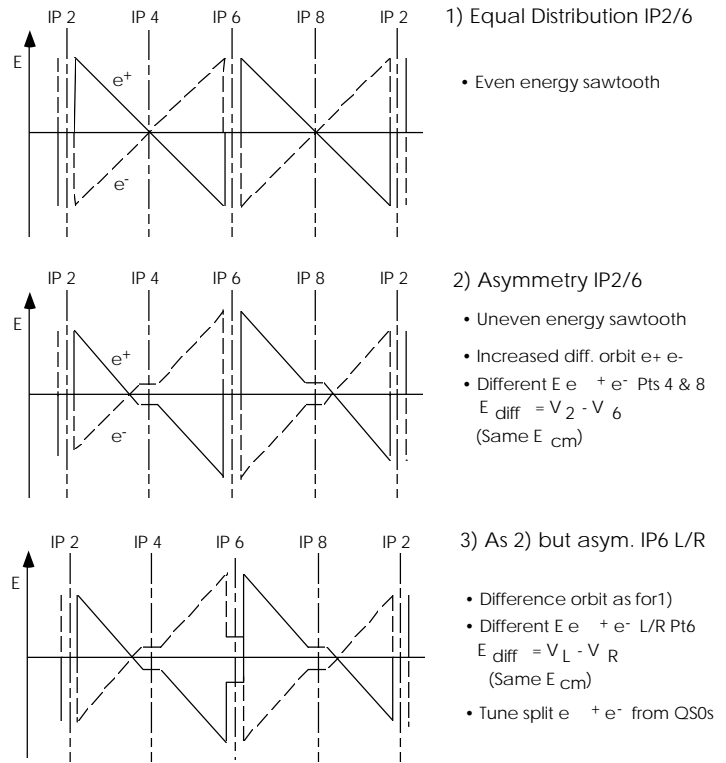 IP 2 IP 4 IP 6 IP 8 IP 2
1) Equal Distribution IP2/6
E
e+
e-
• Even energy sawtooth
IP 2 IP 4 IP 6 IP 8 IP 2
2) Asymmetry IP2/6
E
e+
e-
• Uneven energy sawtooth
• Increased diff. orbit e+ e-
• Different E e + e- Pts 4 & 8
E diff = V 2 - V 6
(Same E cm)
IP 2 IP 4 IP 6 IP 8 IP 2
3) As 2) but asym. IP6 L/R
E
• Difference orbit as for1)
• Different E e + e- L/R Pt6
E diff = V L - V R
(Same E cm)
• Tune split e + e- from QS0s